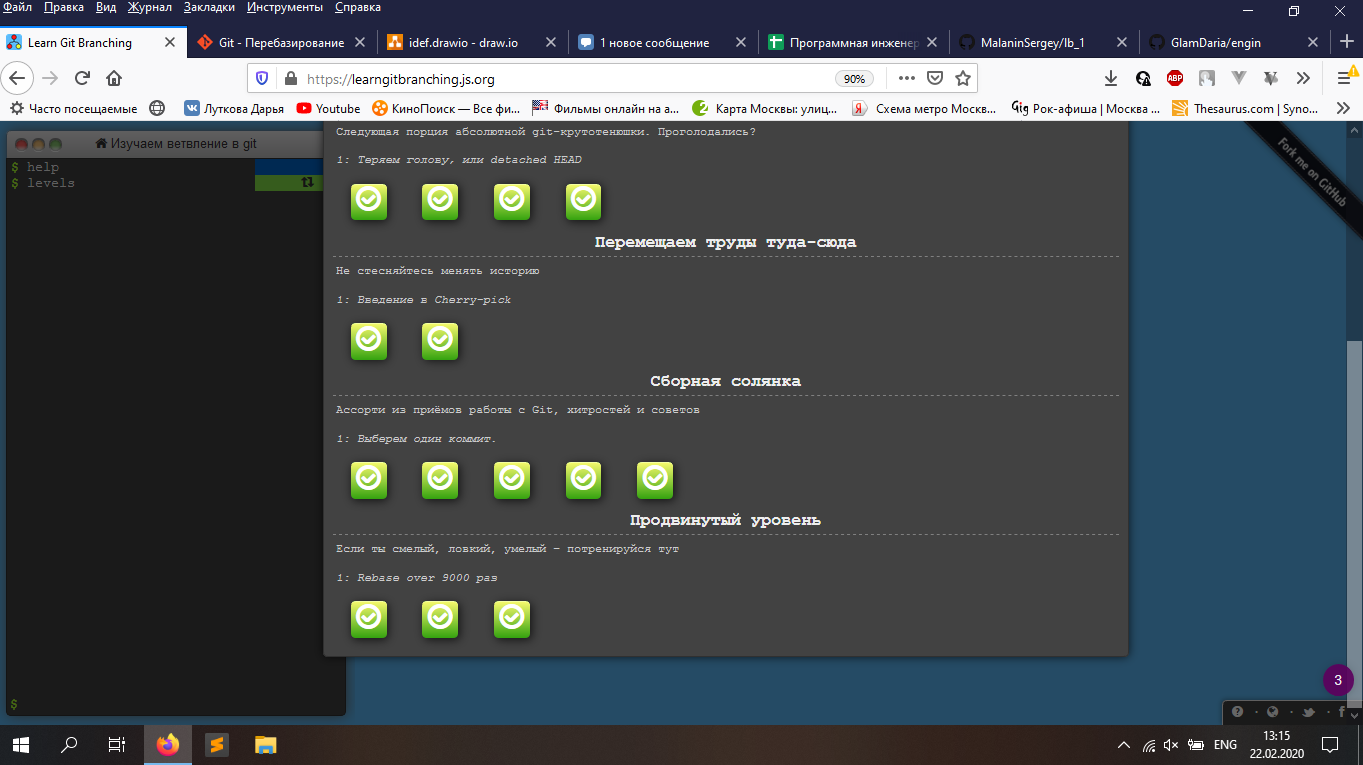 Файл Правка Вид Журнал Закладки Инструменты Справка
Learn Git Branching
Git - Перебазирование
idef.drawio - draw.io
1 новое сообщение
Программная инженер
MalaninSergey/lb_1
GlamDaria/engin
https://learngitbranching.js.org
90%
ABP
Часто посещаемые
Луткова Дарья
Youtube
КиноПоиск — Все фи...
Фильмы онлайн на а...
Карта Москвы: улиц...
Схема метро Москв...
Gig Рок-афиша | Москва ...
Thesaurus.com | Syno...
Изучаем ветвление в git
$ help
$ levels
Следующая порция абсолютной git-крутотенюшки. Проголодались?
1: Теряем голову, или detached HEAD
Перемещаем труды туда-сюда
Не стесняйтесь менять историю
1: Введение в Cherry-pick
Сборная солянка
Ассорти из приёмов работы с Git, хитростей и советов
1: Выберем один коммит.
Продвинутый уровень
Если ты смелый, ловкий, умелый – потренируйся тут
1: Rebase over 9000 раз
Fork me on GitHub
3
$
ENG
13:15
22.02.2020